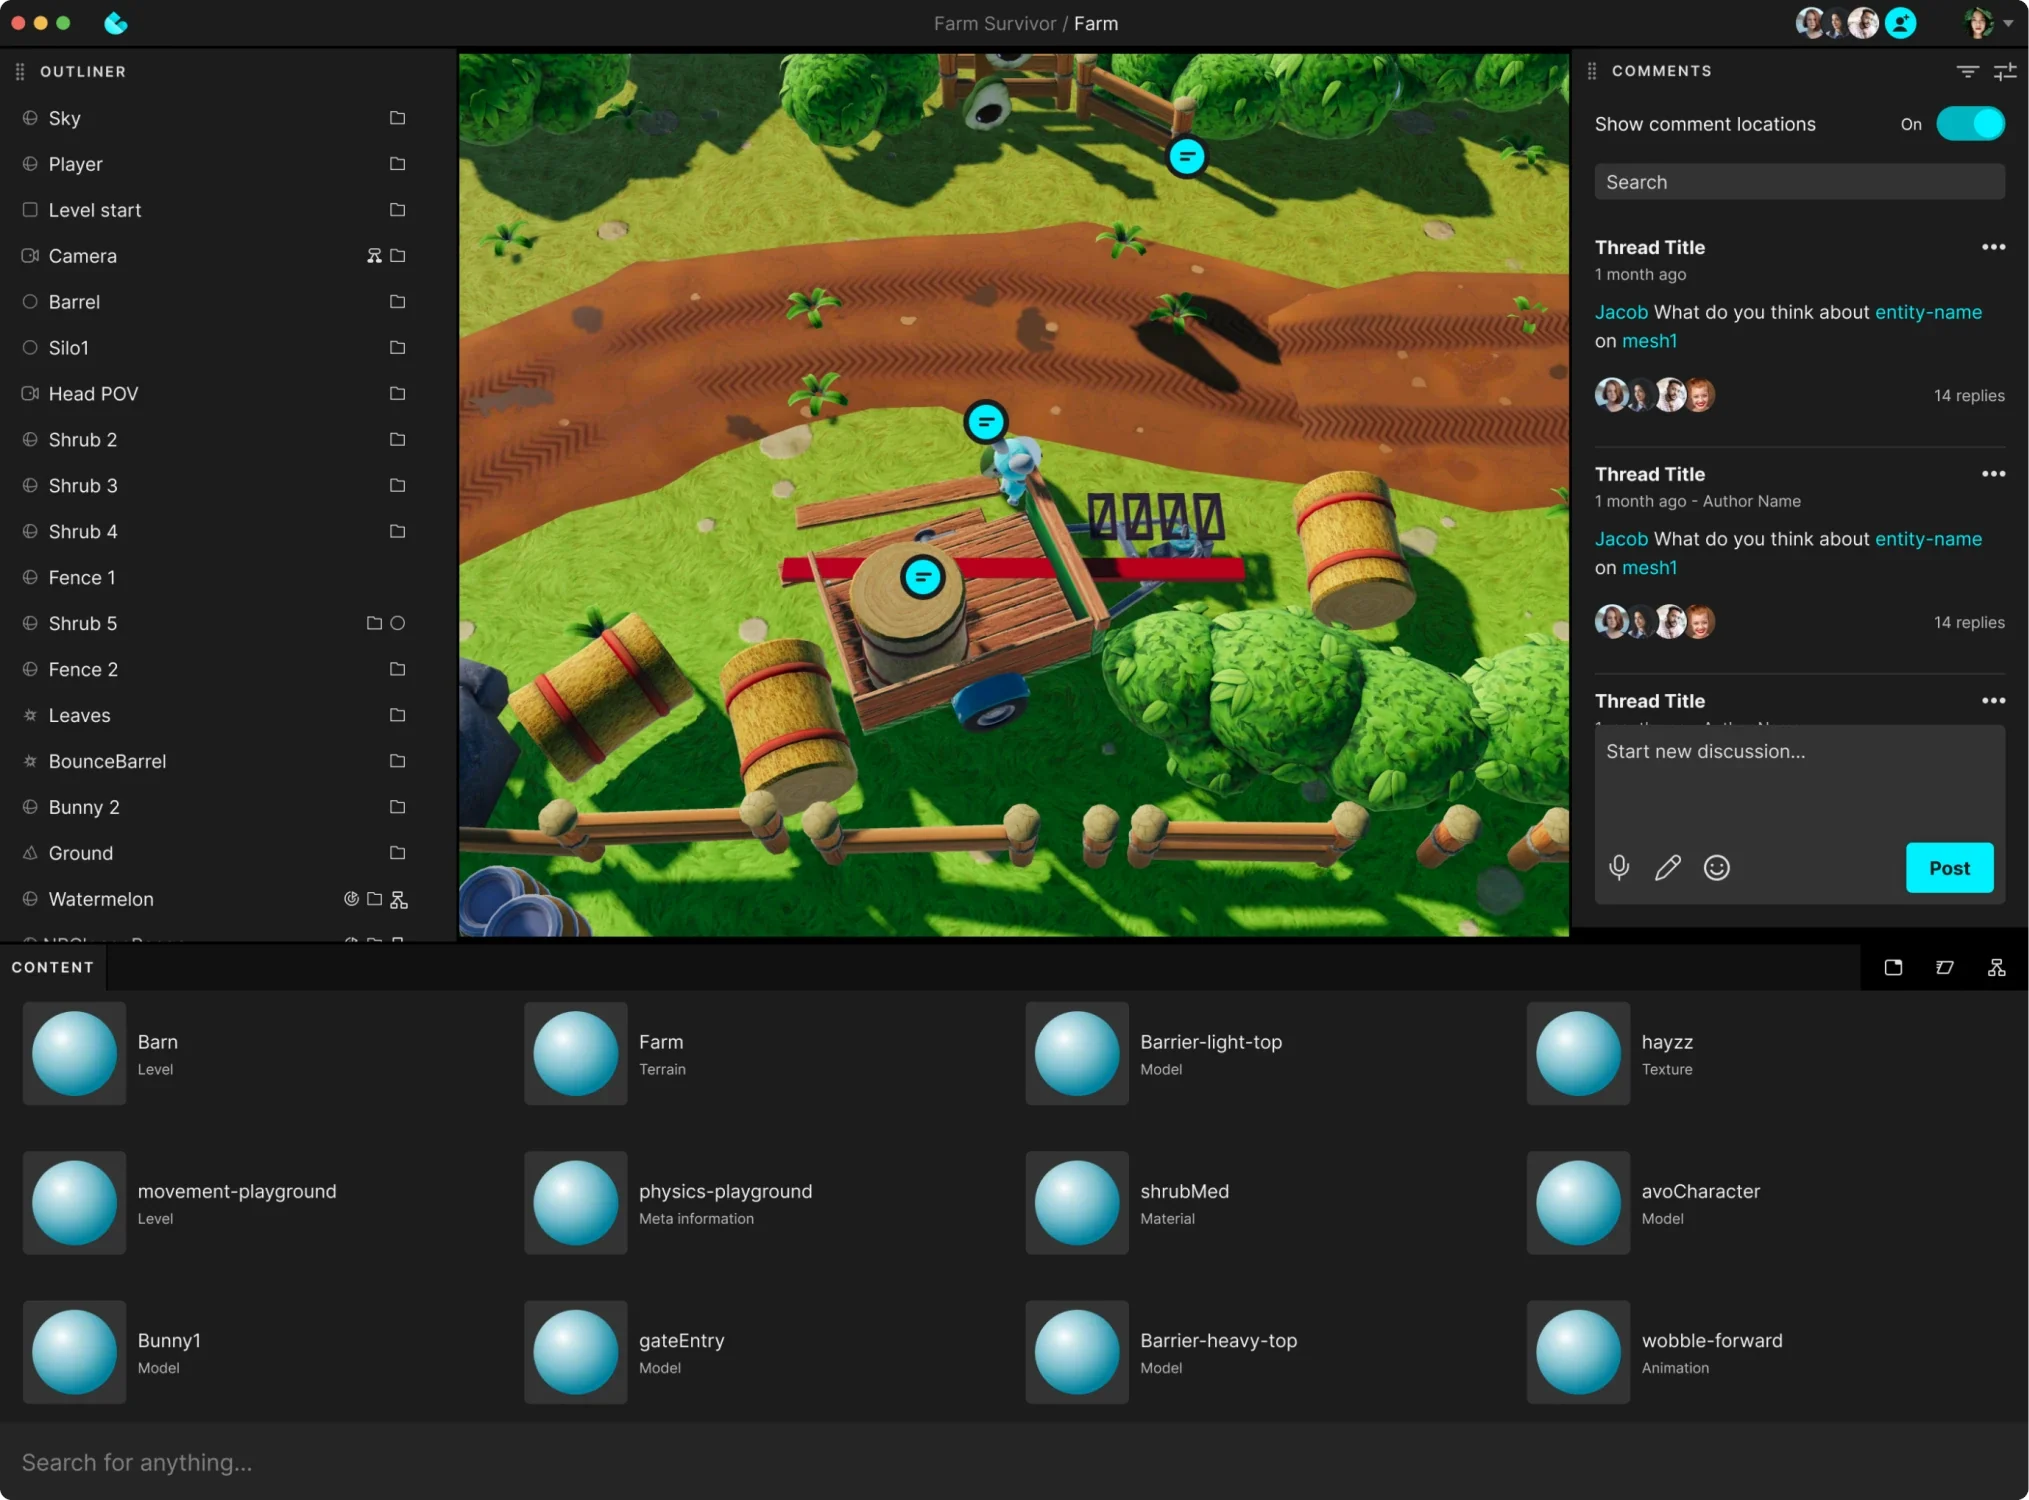 Farm Survivor / Farm
OUTLINER
Sky
Player
Level start
Camera
Barrel
Silo1
Head POV
Shrub 2
Shrub 3
Shrub 4
Fence 1
Shrub 5
Fence 2
Leaves
BounceBarrel
Bunny 2
Ground
Watermelon
0000
COMMENTS
Show comment locations On
Search
Thread Title
1 month ago
Jacob What do you think about entity-name
on mesh1
14 replies
Thread Title
1 month ago - Author Name
Jacob What do you think about entity-name
on mesh1
14 replies
Thread Title
Start new discussion...
Post
CONTENT
Barn
Level
Farm
Terrain
Barrier-light-top
Model
hayzz
Texture
movement-playground
Level
physics-playground
Meta information
shrubMed
Material
avoCharacter
Model
Bunny1
Model
gateEntry
Model
Barrier-heavy-top
Model
wobble-forward
Animation
Search for anything...